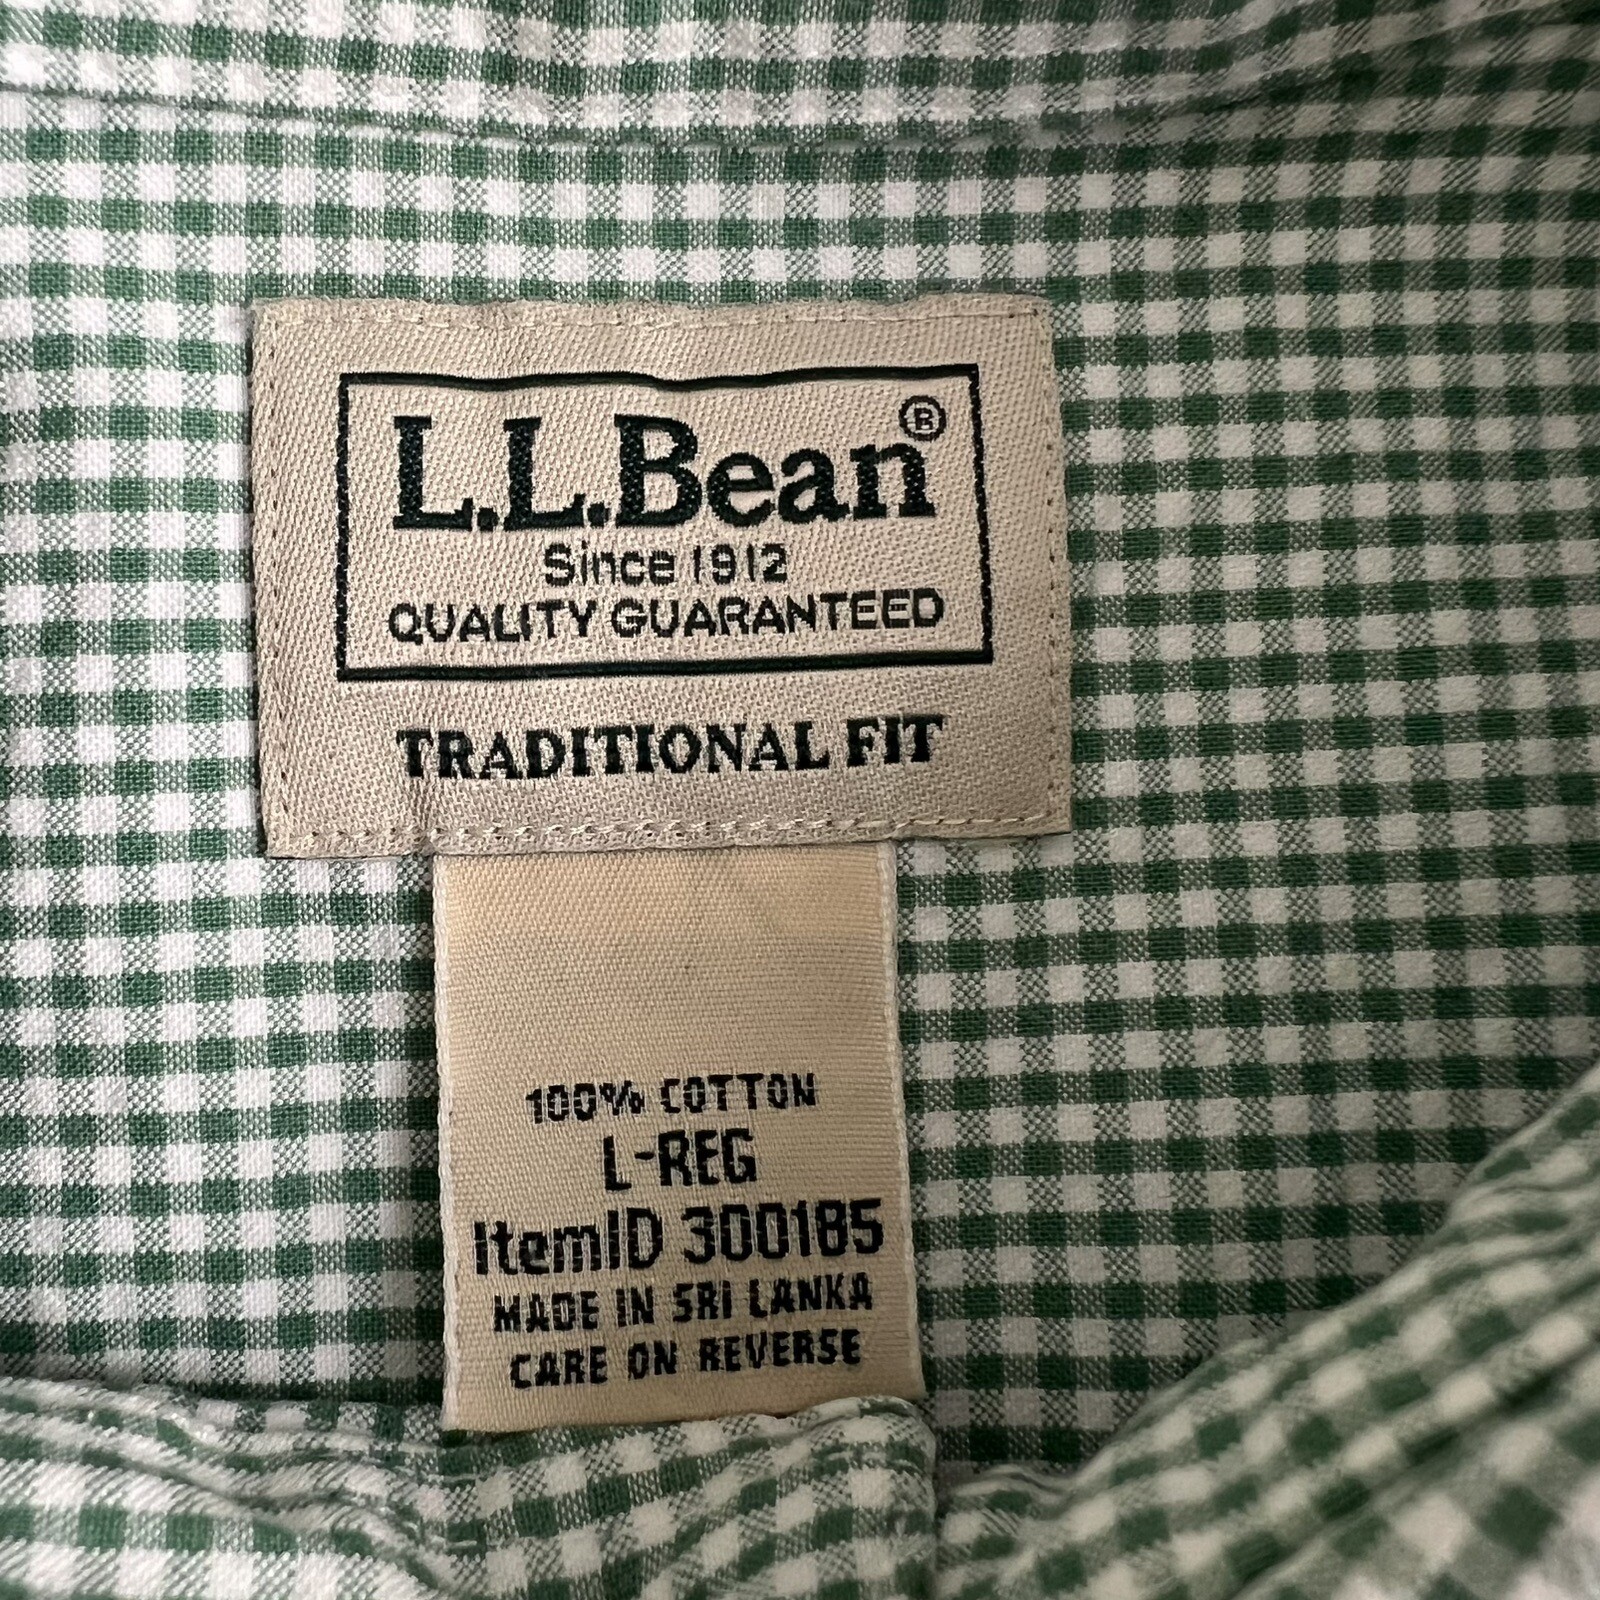 L.L.Bean®
Since 1912
QUALITY GUARANTEED
TRADITIONAL FIT
100% COTTON
L-REG
ItemID 300185
MADE IN SRI LANKA
CARE ON REVERSE